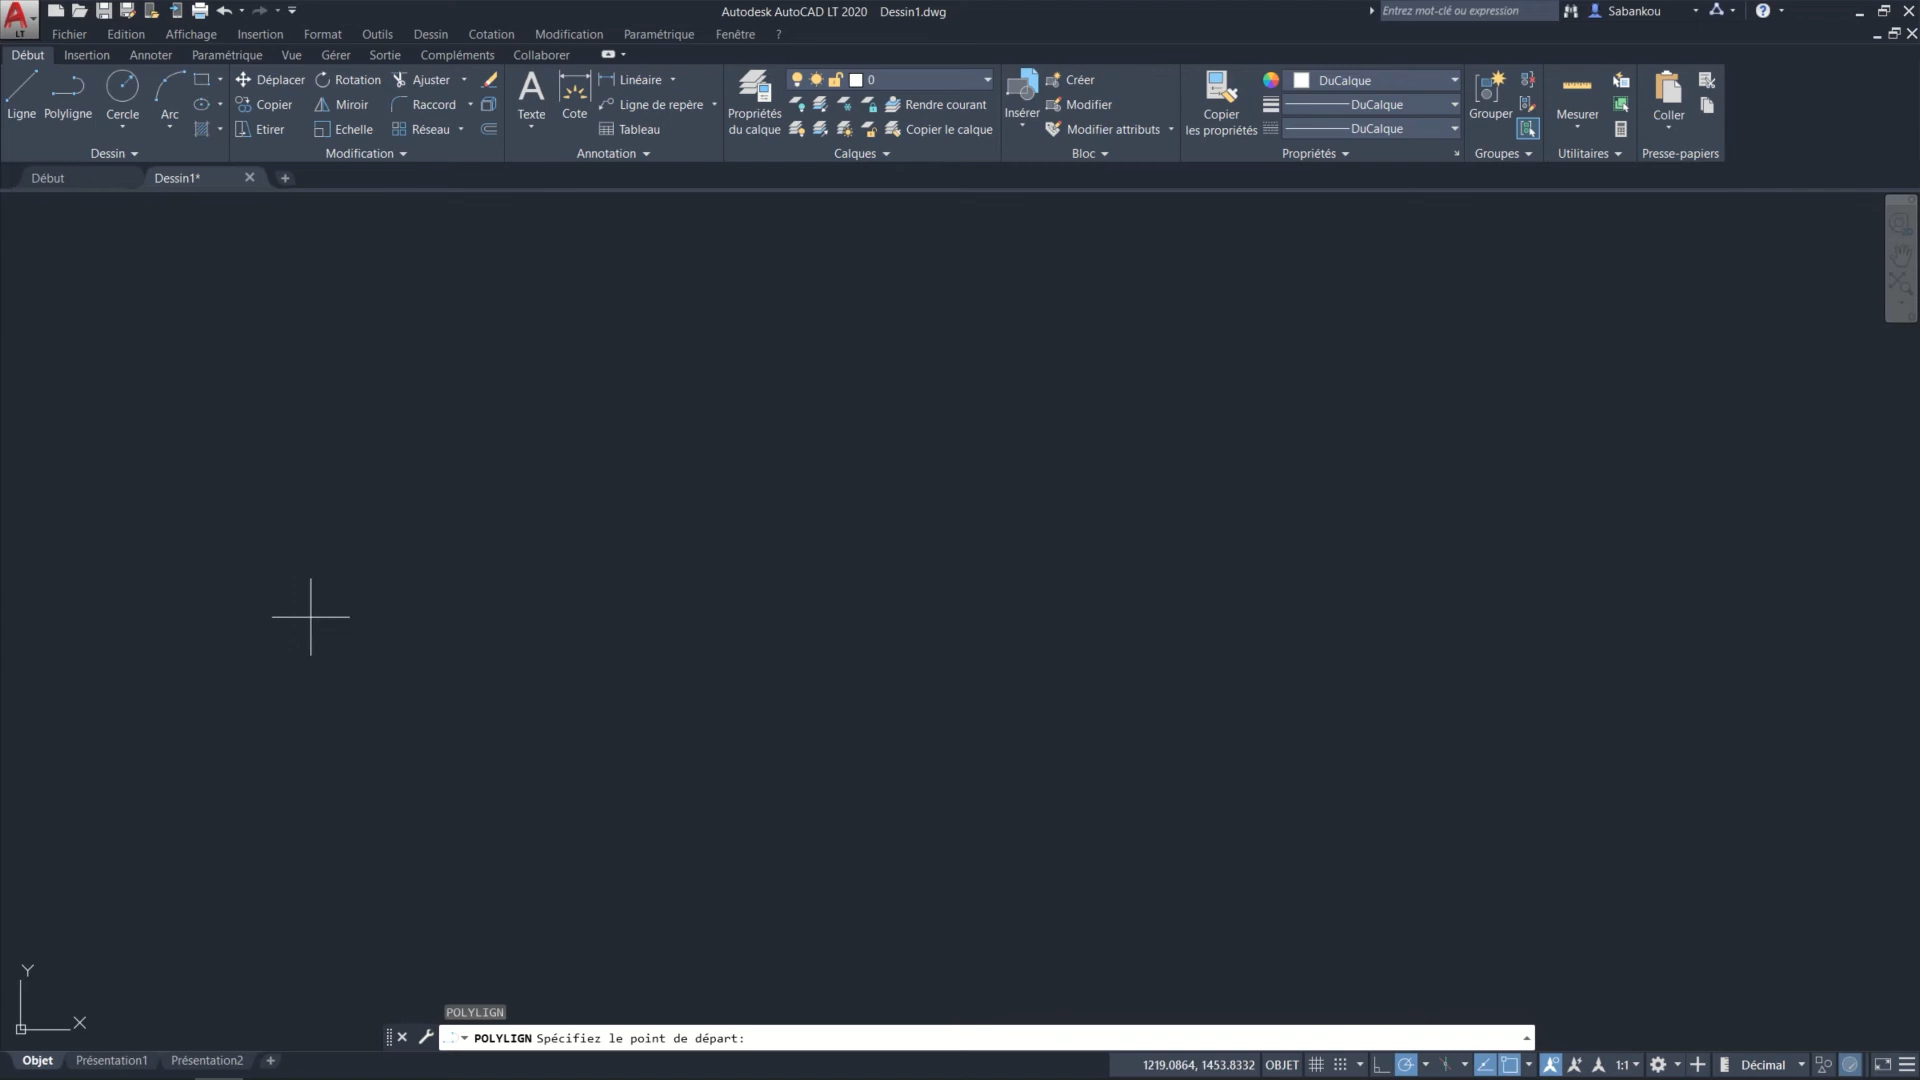 Autodesk AutoCAD LT 2020 Dessin1.dwg
Entrez mot-clé ou expression
Sabankou
LT
Fichier Edition Affichage Insertion Format Outils Dessin Cotation Modification Paramétrique Fenêtre ?
Début Insertion Annoter Paramétrique Vue Gérer Sortie Compléments Collaborer
Ligne
Polyligne
Cercle
Arc
Déplacer Rotation Ajuster
Copier Miroir Raccord
Etirer Echelle Réseau
Texte
Cote
Linéaire
Ligne de repère
Tableau
Propriétés
du calque
0
Rendre courant
Copier le calque
Insérer
Créer
Modifier
Modifier attributs
Copier
les propriétés
DuCalque
DuCalque
DuCalque
Grouper
Mesurer
Coller
Dessin Modification Annotation Calques Bloc Propriétés Groupes Utilitaires Presse-papiers
Début Dessin1*
Y
X
POLYLIGN
POLYLIGN Spécifiez le point de départ:
Objet Présentation1 Présentation2
1219.0864, 1453.8332 OBJET 1:1 Décimal